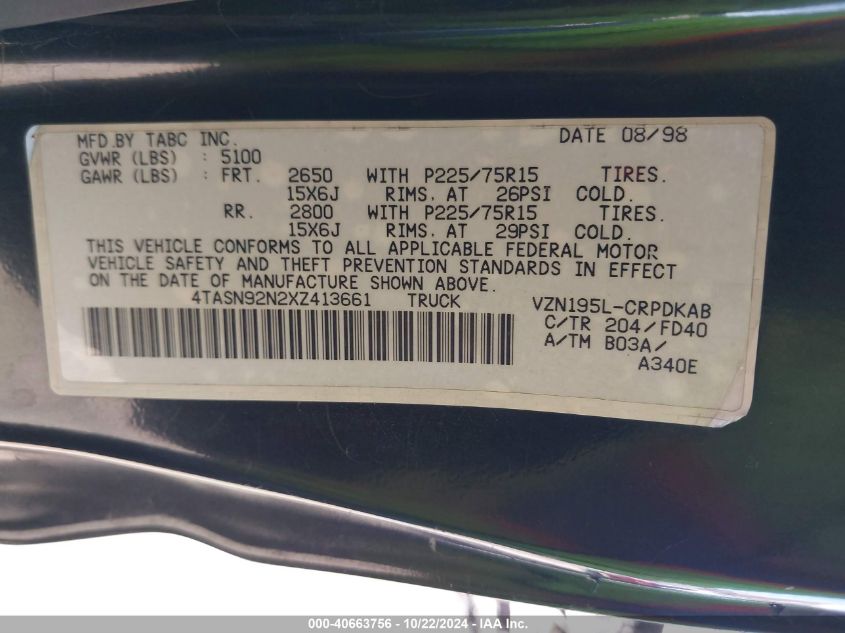 MFD.BY TABC INC. DATE 08/98
GVWR (LBS) : 5100
GAWR (LBS) : FRT. 2650 WITH P225/75R15 TIRES.
15X6J RIMS. AT 26PSI COLD.
RR. 2800 WITH P225/75R15 TIRES.
15X6J RIMS. AT 29PSI COLD.
THIS VEHICLE CONFORMS TO ALL APPLICABLE FEDERAL MOTOR
VEHICLE SAFETY AND THEFT PREVENTION STANDARDS IN EFFECT
ON THE DATE OF MANUFACTURE SHOWN ABOVE.
4TASN92N2XZ413661 TRUCK VZN195L-CRPDKAB
C/TR 204/FD40
A/TM B03A/
A340E
000-40663756 - 10/22/2024 - IAA Inc.